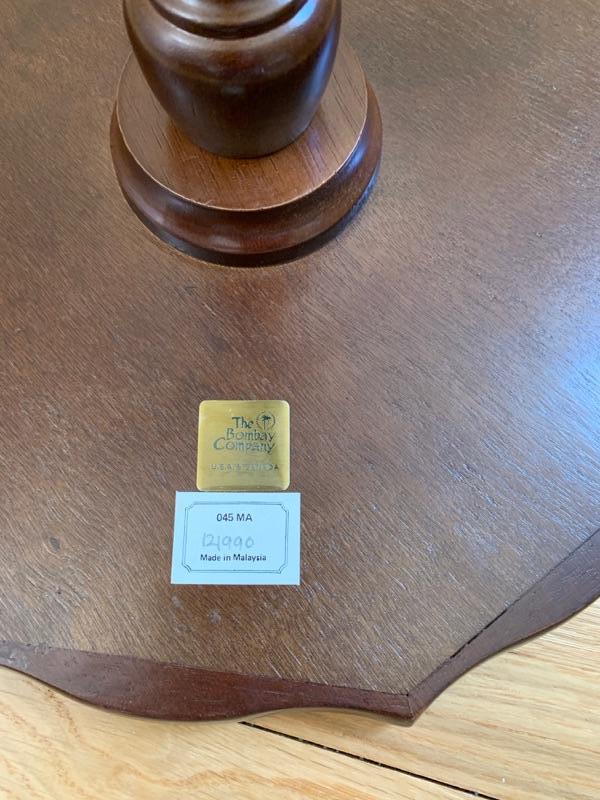 The
Bombay
Company
U.S.A. & CANADA
045 MA
121990
Made in Malaysia